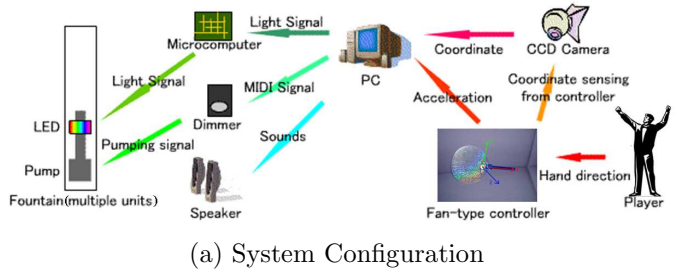 Light Signal
Microcomputer
PC
Coordinate
CCD Camera
Light Signal
MIDI Signal
Acceleration
Coordinate sensing
from controller
LED
Dimmer
Pumping signal
Sounds
Pump
Hand direction
Fountain(multiple units)
Speaker
Fan-type controller
Player
(a) System Configuration